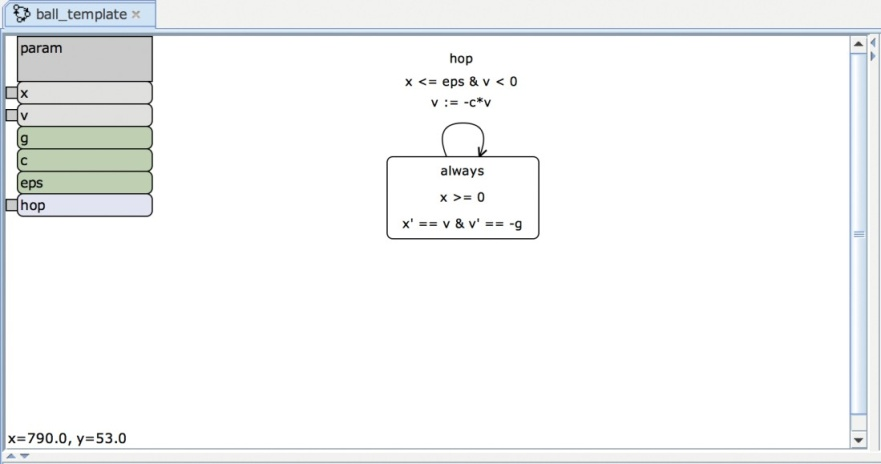 ball_template
param
x
v
g
c
eps
hop
hop
x <= eps & v < 0
v := -c*v
always
x >= 0
x' == v & v' == -g
x=790.0, y=53.0